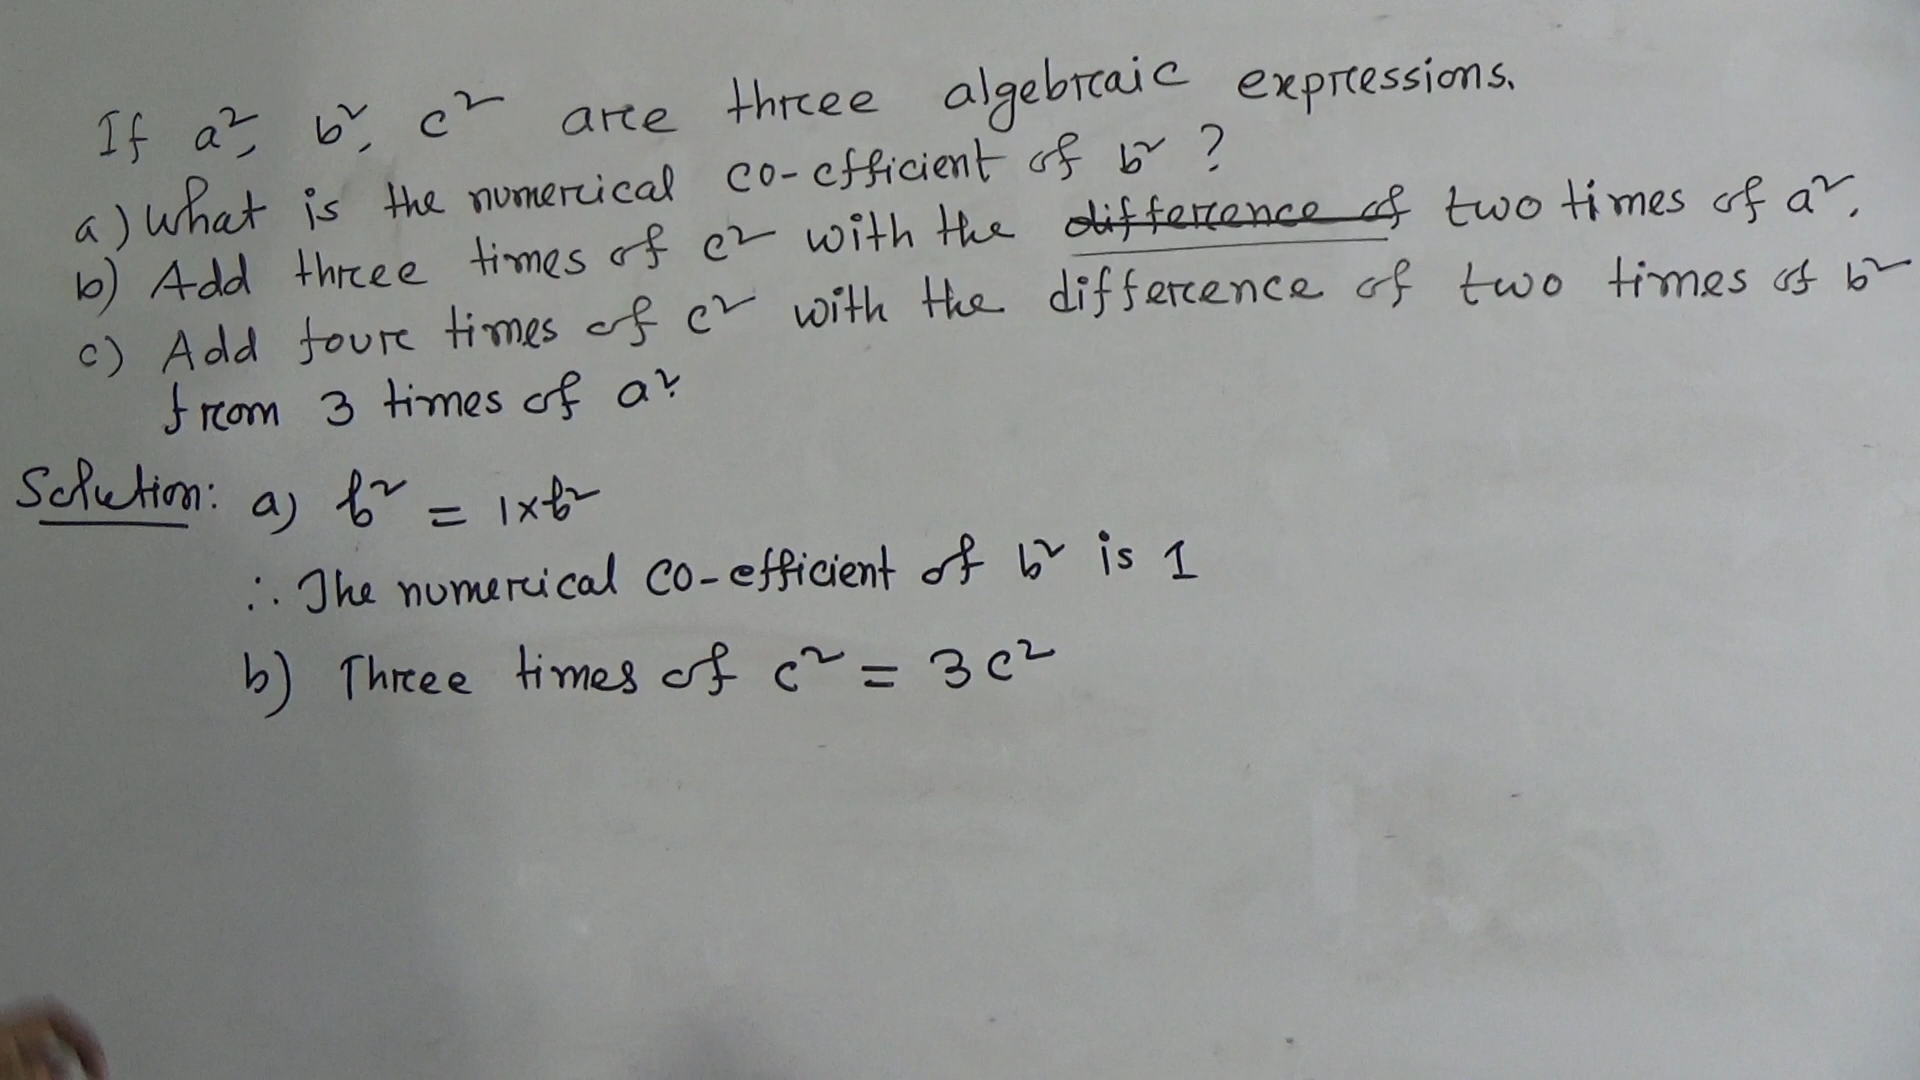 If a², b², c² are three algebraic expressions.
a) What is the numerical co-efficient of b² ?
b) Add three times of c² with the difference of two times of a².
c) Add four times of c² with the difference of two times of b²
from 3 times of a².
Solution: a) b² = 1×b²
∴ The numerical co-efficient of b² is 1
b) Three times of c² = 3c²